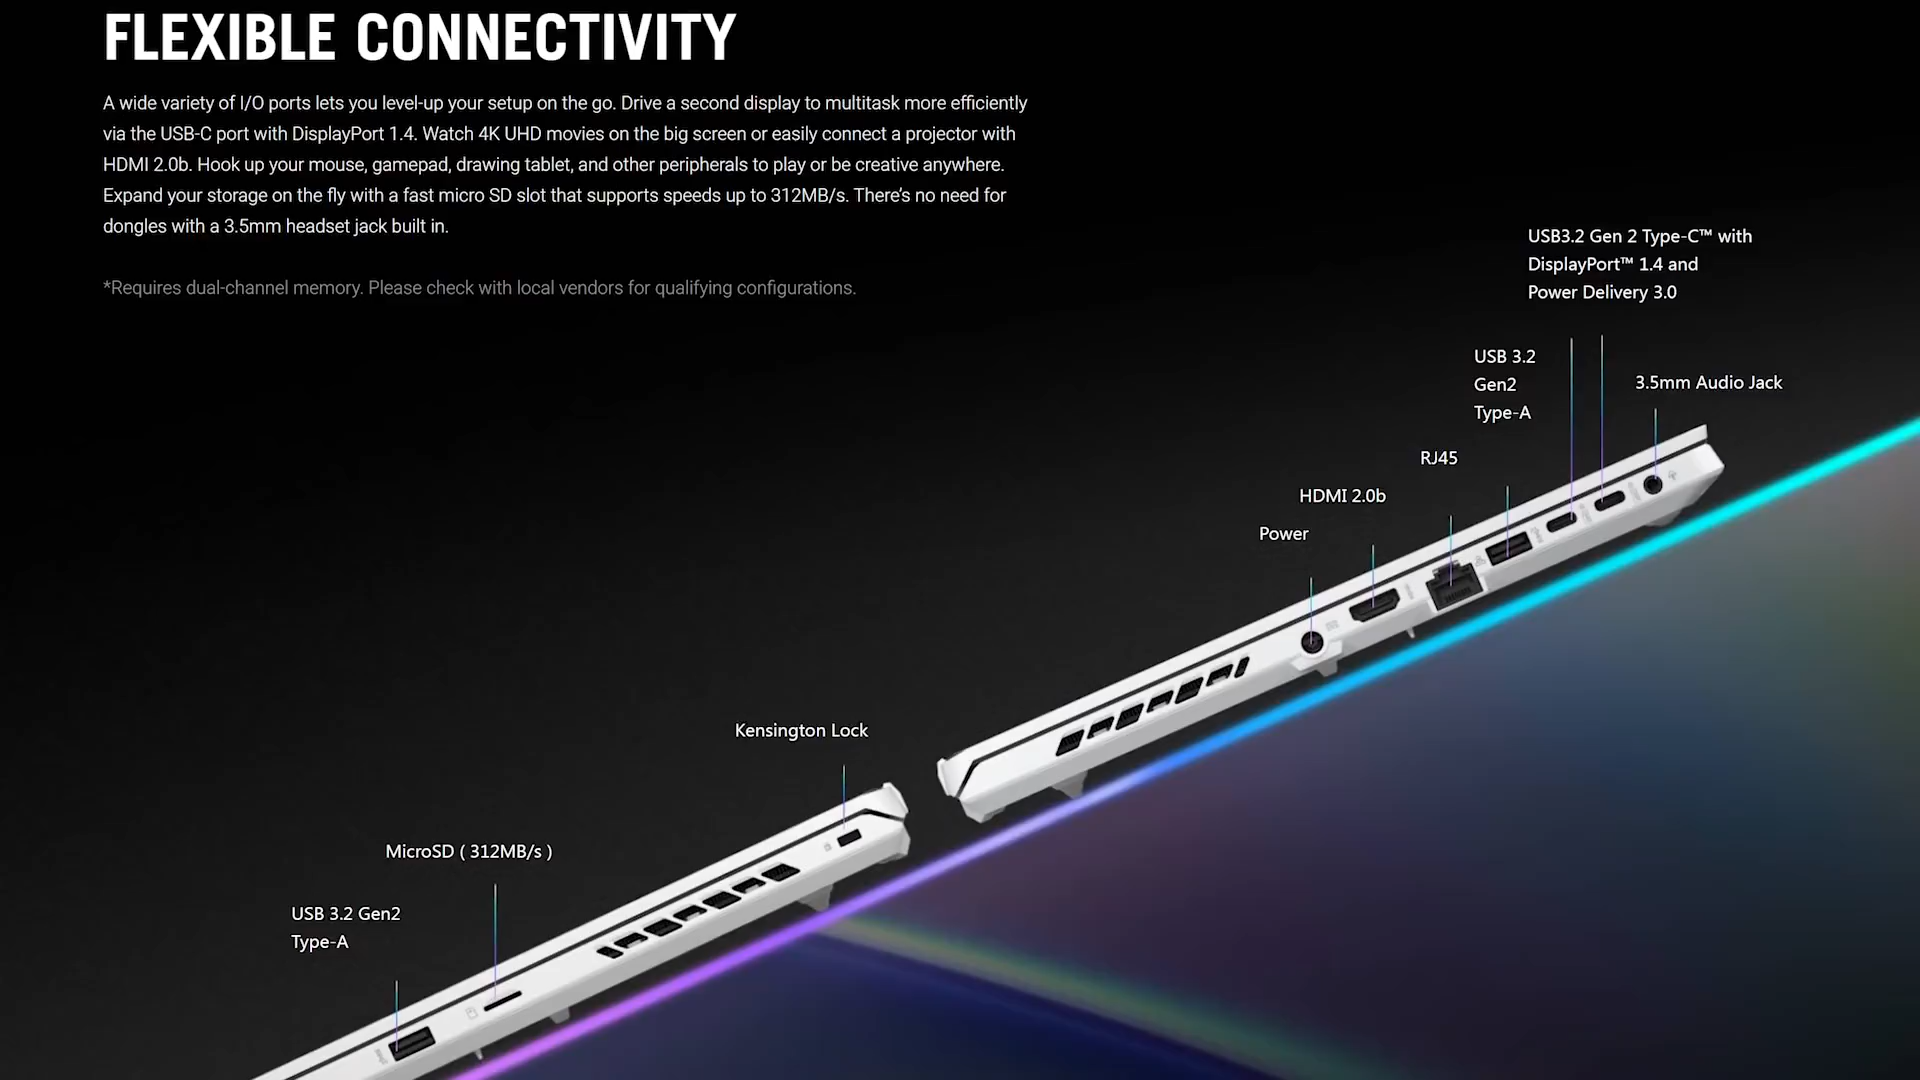 FLEXIBLE CONNECTIVITY
A wide variety of I/O ports lets you level-up your setup on the go. Drive a second display to multitask more efficiently
via the USB-C port with DisplayPort 1.4. Watch 4K UHD movies on the big screen or easily connect a projector with
HDMI 2.0b. Hook up your mouse, gamepad, drawing tablet, and other peripherals to play or be creative anywhere.
Expand your storage on the fly with a fast micro SD slot that supports speeds up to 312MB/s. There’s no need for
dongles with a 3.5mm headset jack built in.
*Requires dual-channel memory. Please check with local vendors for qualifying configurations.
USB3.2 Gen 2 Type-C™ with
DisplayPort™ 1.4 and
Power Delivery 3.0
USB 3.2
Gen2
Type-A
3.5mm Audio Jack
RJ45
HDMI 2.0b
Power
Kensington Lock
MicroSD ( 312MB/s )
USB 3.2 Gen2
Type-A